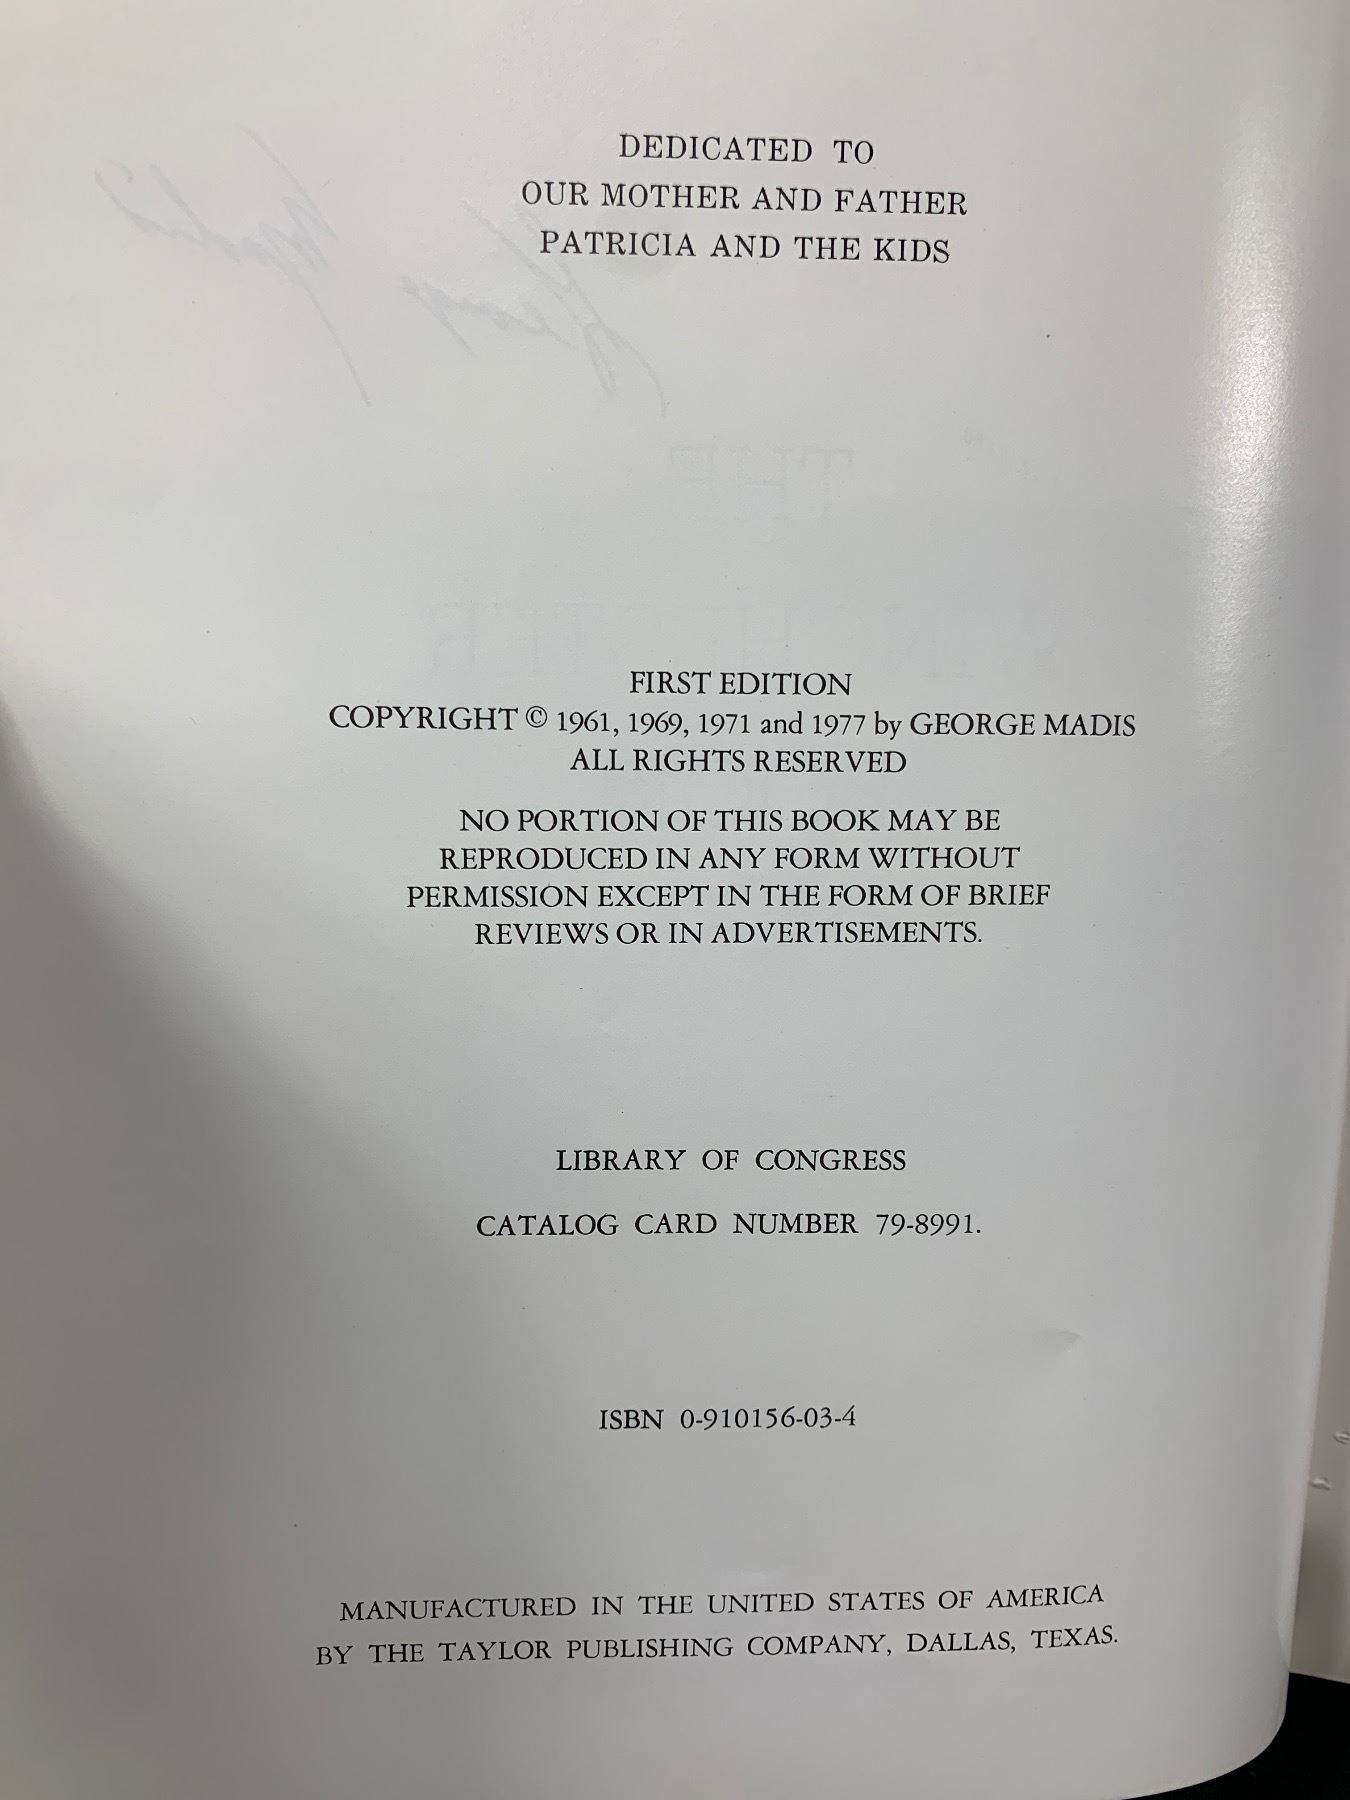 DEDICATED TO
OUR MOTHER AND FATHER
PATRICIA AND THE KIDS
THE
FIRST EDITION
COPYRIGHT © 1961, 1969, 1971 and 1977 by GEORGE MADIS
ALL RIGHTS RESERVED
NO PORTION OF THIS BOOK MAY BE
REPRODUCED IN ANY FORM WITHOUT
PERMISSION EXCEPT IN THE FORM OF BRIEF
REVIEWS OR IN ADVERTISEMENTS.
LIBRARY OF CONGRESS
CATALOG CARD NUMBER 79-8991.
ISBN 0-910156-03-4
MANUFACTURED IN THE UNITED STATES OF AMERICA
BY THE TAYLOR PUBLISHING COMPANY, DALLAS, TEXAS.